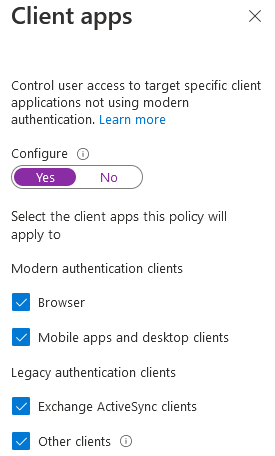 Client apps
Control user access to target specific client
applications not using modern
authentication. Learn more
Configure
Yes No
Select the client apps this policy will
apply to
Modern authentication clients
Browser
Mobile apps and desktop clients
Legacy authentication clients
Exchange ActiveSync clients
Other clients